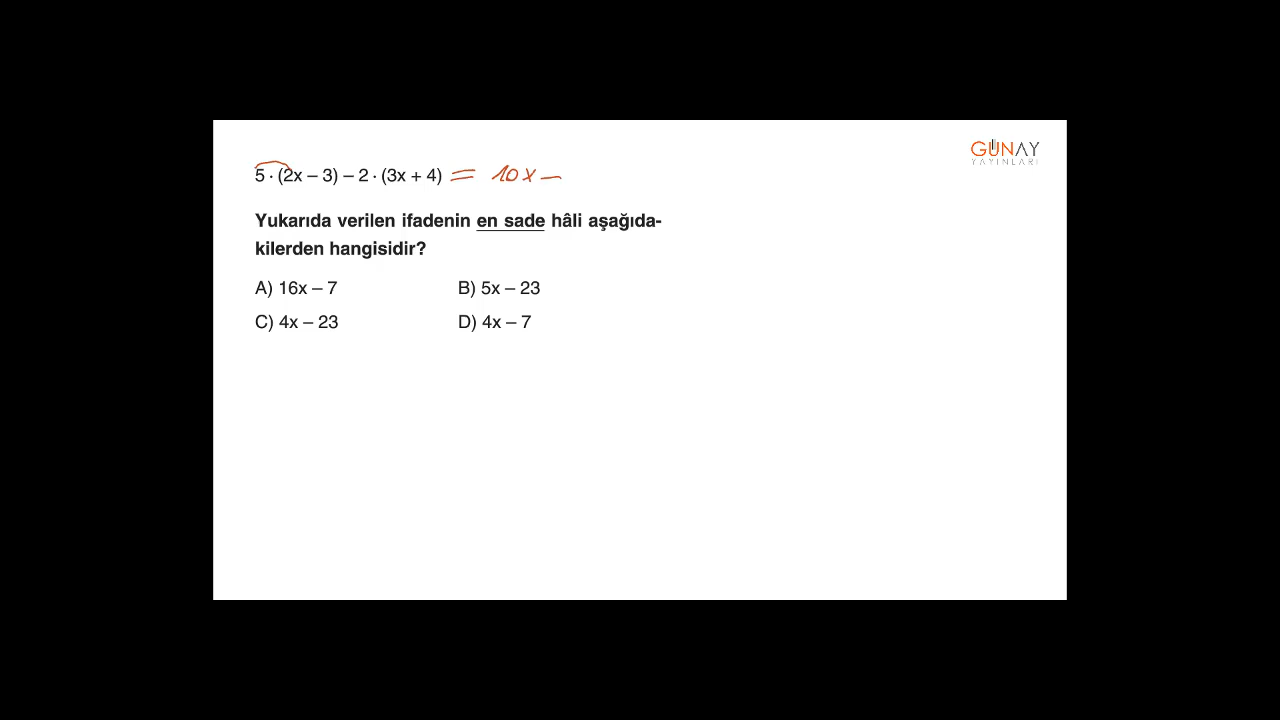 GÜNAY
YAYINLARI
5 · (2x – 3) – 2 · (3x + 4) = 10x –
Yukarıda verilen ifadenin en sade hâli aşağıda-
kilerden hangisidir?
A) 16x – 7 B) 5x – 23
C) 4x – 23 D) 4x – 7